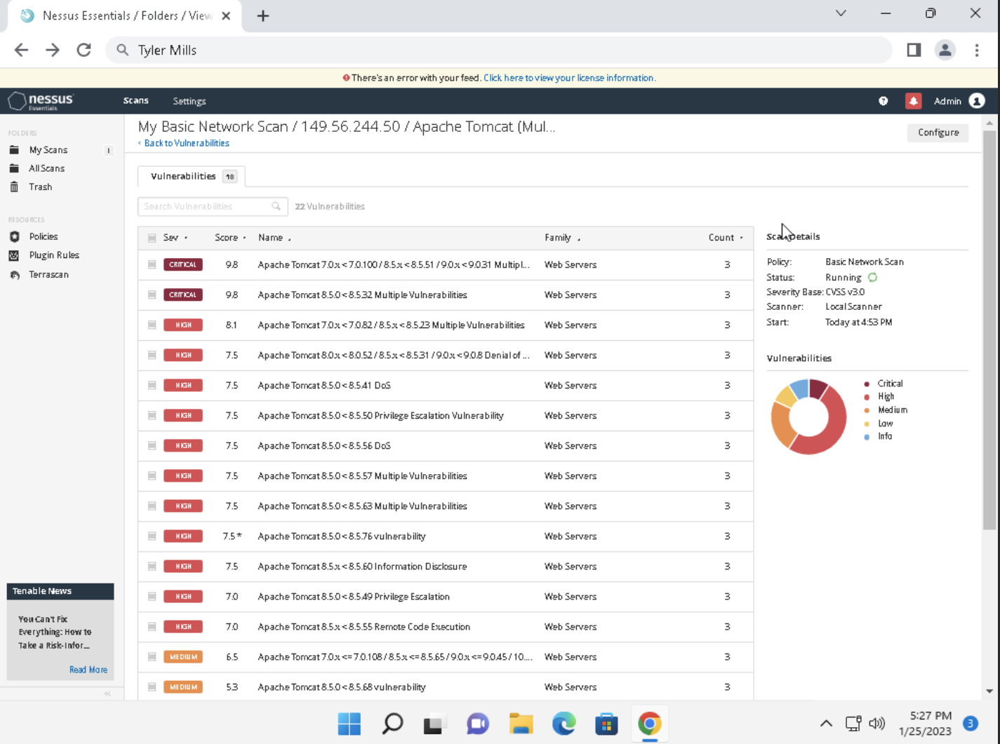 Nessus Essentials / Folders / View
Tyler Mills
There's an error with your feed. Click here to view your license information.
nessus
Essentials
Scans
Settings
Admin
FOLDERS
My Scans
1
All Scans
Trash
RESOURCES
Policies
Plugin Rules
Terrascan
Tenable News
You Can't Fix
Everything: How to
Take a Risk-Infor...
Read More
My Basic Network Scan / 149.56.244.50 / Apache Tomcat (Mul...
Back to Vulnerabilities
Configure
Vulnerabilities 18
Search Vulnerabilities
22 Vulnerabilities
Sev Score Name Family Count
CRITICAL 9.8 Apache Tomcat 7.0.x < 7.0.100 / 8.5.x < 8.5.51 / 9.0.x < 9.0.31 Multipl... Web Servers 3
CRITICAL 9.8 Apache Tomcat 8.5.0 < 8.5.32 Multiple Vulnerabilities Web Servers 3
HIGH 8.1 Apache Tomcat 7.0.x < 7.0.82 / 8.5.x < 8.5.23 Multiple Vulnerabilities Web Servers 3
HIGH 7.5 Apache Tomcat 8.0.x < 8.0.52 / 8.5.x < 8.5.31 / 9.0.x < 9.0.8 Denial of ... Web Servers 3
HIGH 7.5 Apache Tomcat 8.5.0 < 8.5.41 DoS Web Servers 3
HIGH 7.5 Apache Tomcat 8.5.0 < 8.5.50 Privilege Escalation Vulnerability Web Servers 3
HIGH 7.5 Apache Tomcat 8.5.0 < 8.5.56 DoS Web Servers 3
HIGH 7.5 Apache Tomcat 8.5.0 < 8.5.57 Multiple Vulnerabilities Web Servers 3
HIGH 7.5 Apache Tomcat 8.5.0 < 8.5.63 Multiple Vulnerabilities Web Servers 3
HIGH 7.5 * Apache Tomcat 8.5.0 < 8.5.76 vulnerability Web Servers 3
HIGH 7.5 Apache Tomcat 8.5.x < 8.5.60 Information Disclosure Web Servers 3
HIGH 7.0 Apache Tomcat 8.5.0 < 8.5.49 Privilege Escalation Web Servers 3
HIGH 7.0 Apache Tomcat 8.5.x < 8.5.55 Remote Code Execution Web Servers 3
MEDIUM 6.5 Apache Tomcat 7.0.x <= 7.0.108 / 8.5.x <= 8.5.65 / 9.0.x <= 9.0.45 / 10.... Web Servers 3
MEDIUM 5.3 Apache Tomcat 8.5.0 < 8.5.68 vulnerability Web Servers 3
Scan Details
Policy: Basic Network Scan
Status: Running
Severity Base: CVSS v3.0
Scanner: Local Scanner
Start: Today at 4:53 PM
Vulnerabilities
Critical
High
Medium
Low
Info
5:27 PM
1/25/2023
3